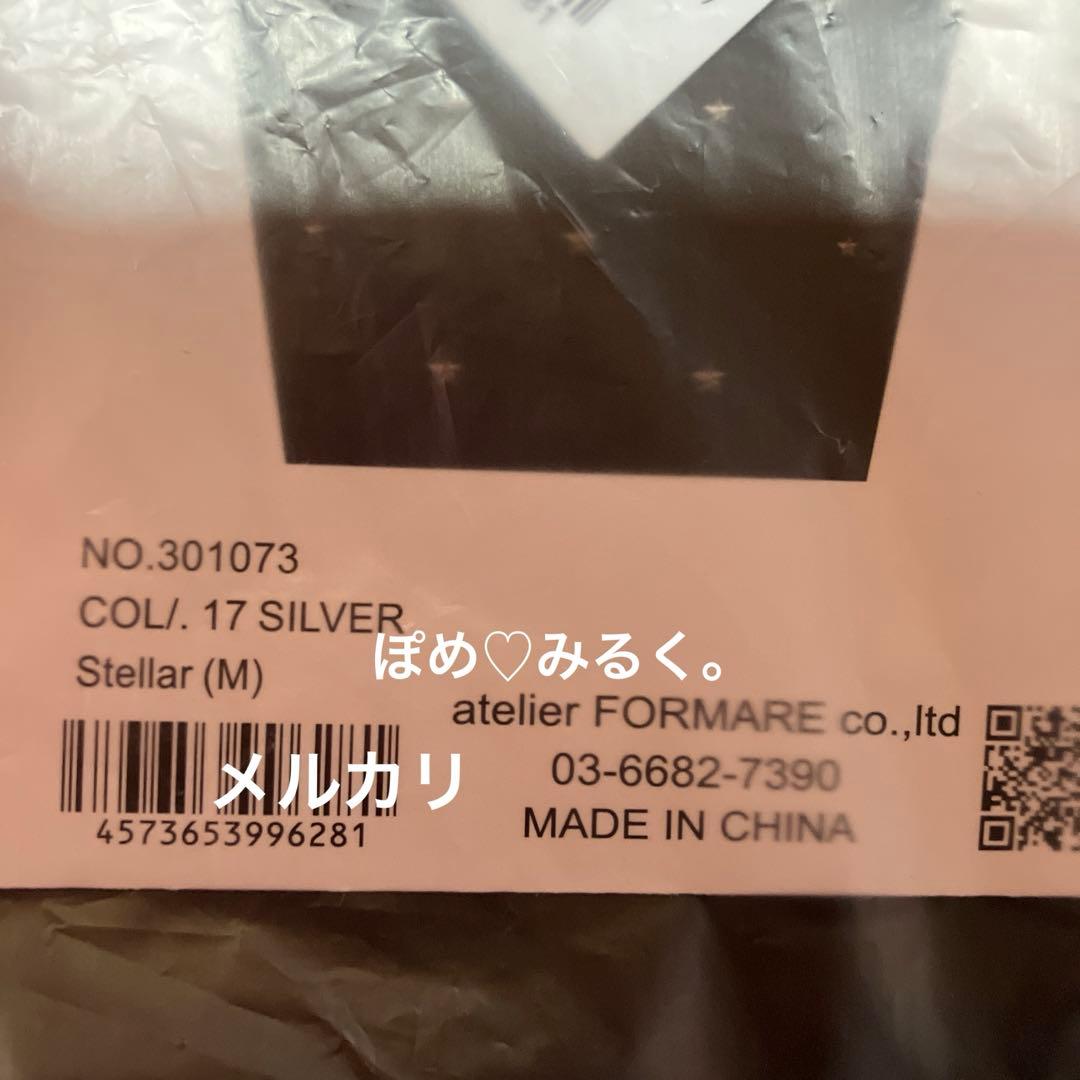 NO.301073
COL/. 17 SILVER
Stellar (M)
ぽめ♡みるく。
atelier FORMARE co.,ltd
メルカリ
03-6682-7390
4573653996281
MADE IN CHINA